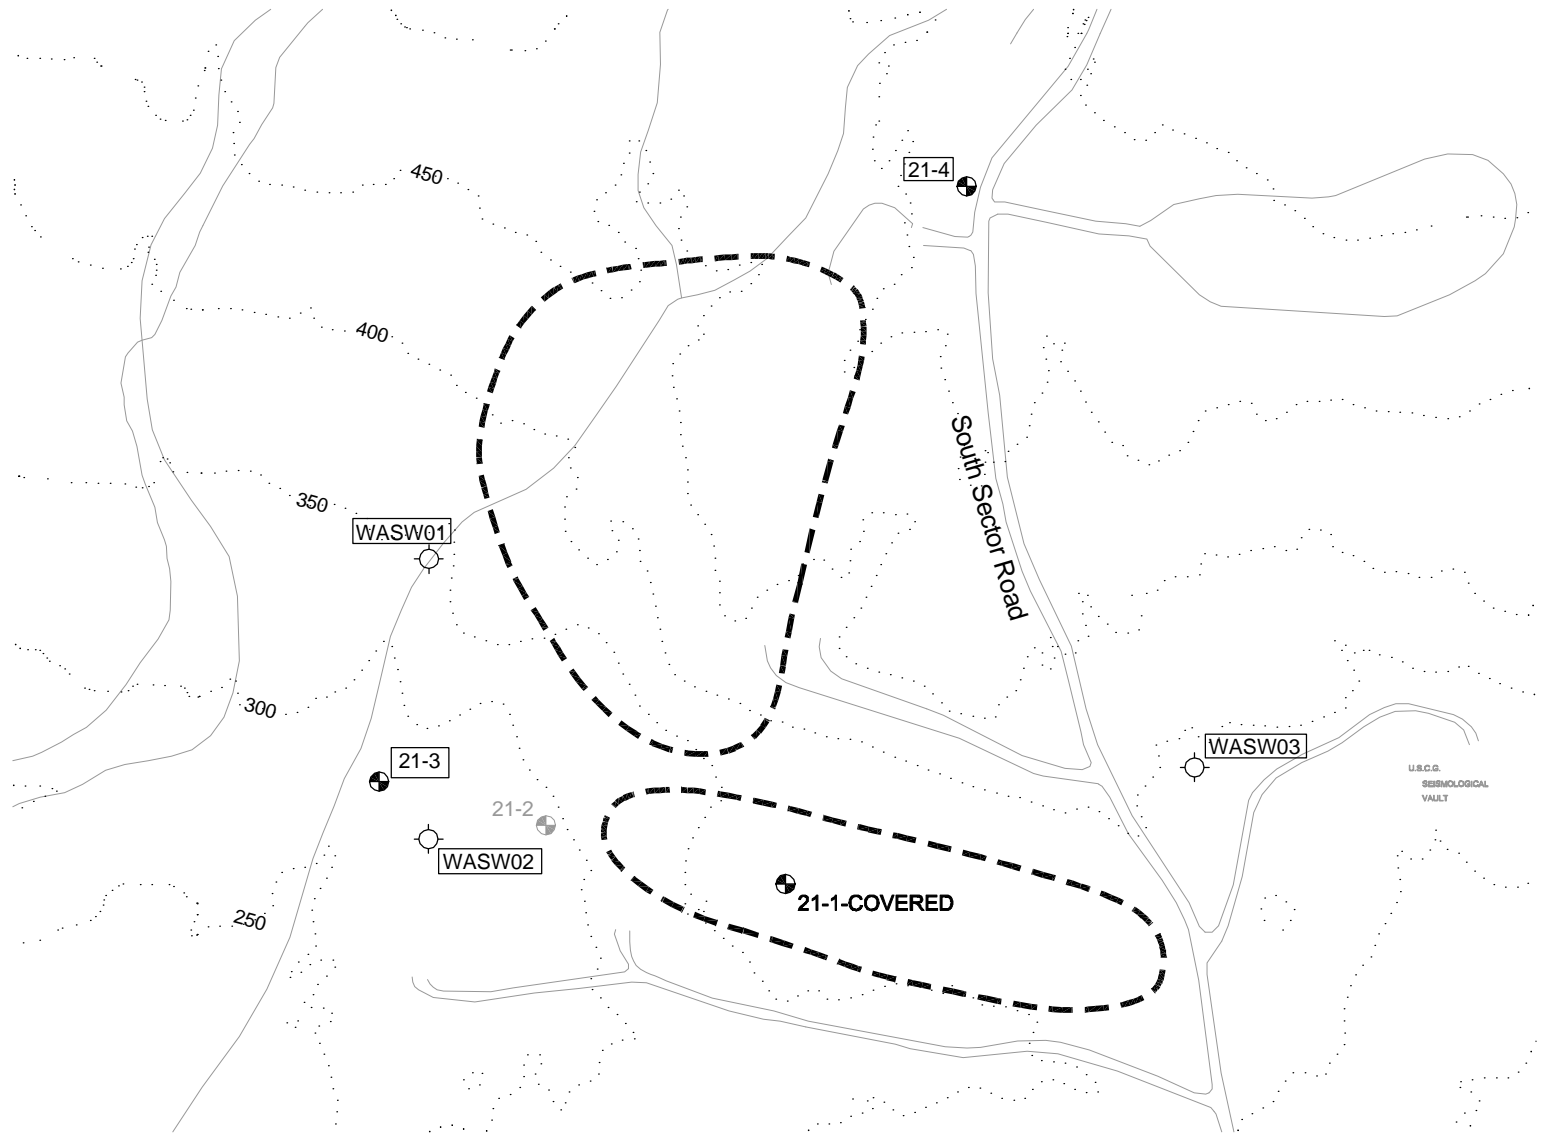 450
21-4
400
South Sector Road
350
WASW01
300
21-3
WASW03
U.S.C.G.
SEISMOLOGICAL
VAULT
21-2
WASW02
21-1-COVERED
250